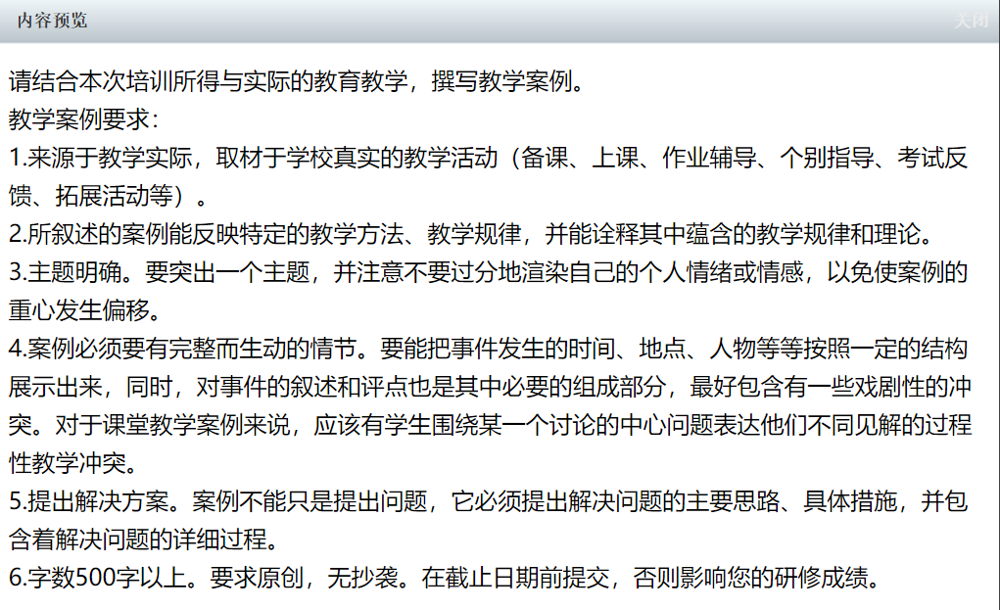 内容预览
关闭
请结合本次培训所得与实际的教育教学，撰写教学案例。
教学案例要求：
1.来源于教学实际，取材于学校真实的教学活动（备课、上课、作业辅导、个别指导、考试反
馈、拓展活动等）。
2.所叙述的案例能反映特定的教学方法、教学规律，并能诠释其中蕴含的教学规律和理论。
3.主题明确。要突出一个主题，并注意不要过分地渲染自己的个人情绪或情感，以免使案例的
重心发生偏移。
4.案例必须要有完整而生动的情节。要能把事件发生的时间、地点、人物等等按照一定的结构
展示出来，同时，对事件的叙述和评点也是其中必要的组成部分，最好包含有一些戏剧性的冲
突。对于课堂教学案例来说，应该有学生围绕某一个讨论的中心问题表达他们不同见解的过程
性教学冲突。
5.提出解决方案。案例不能只是提出问题，它必须提出解决问题的主要思路、具体措施，并包
含着解决问题的详细过程。
6.字数500字以上。要求原创，无抄袭。在截止日期前提交，否则影响您的研修成绩。